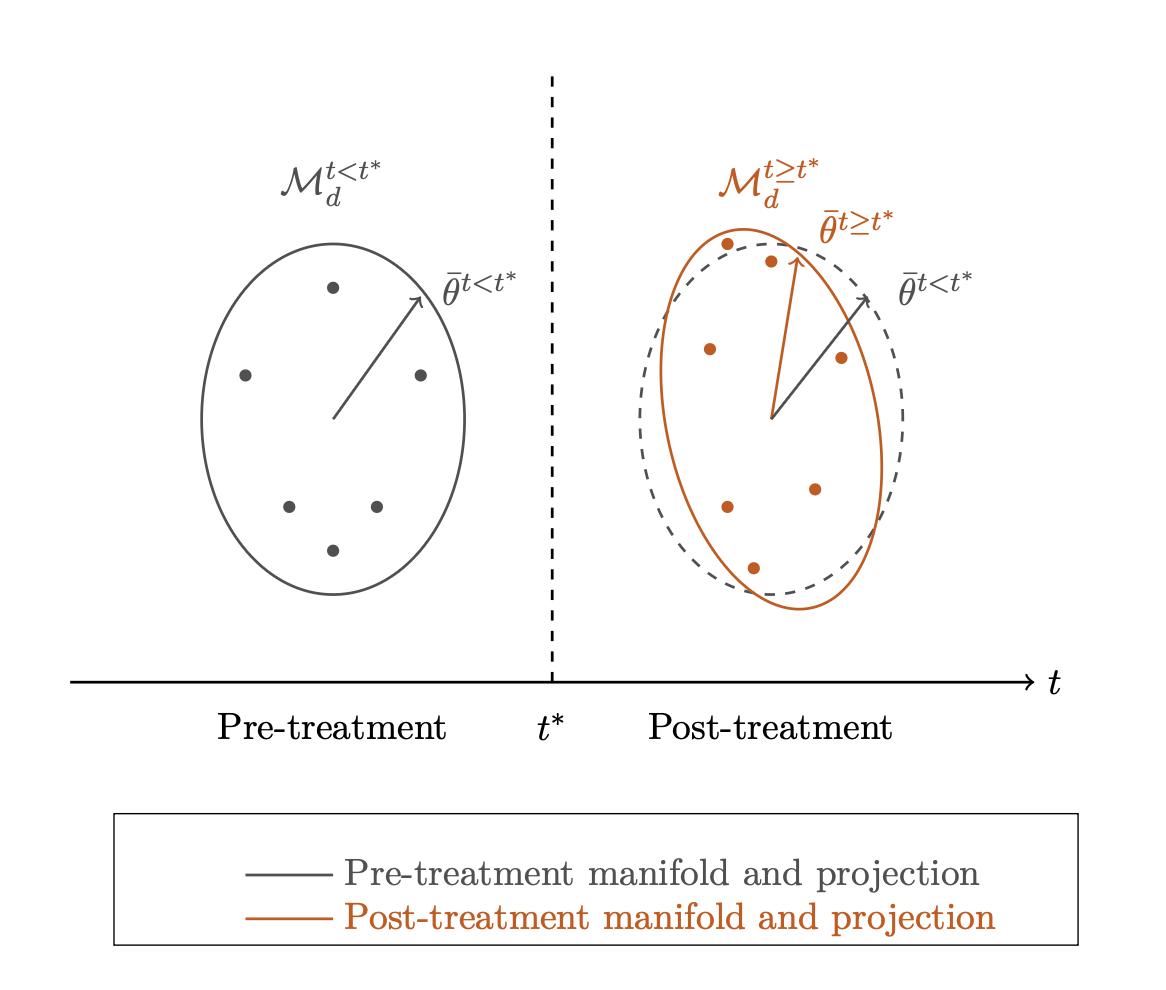 $\mathcal{M}_d^{t<t^*}$
$\bar{\theta}^{t<t^*}$
$\mathcal{M}_d^{t\geq t^*}$
$\bar{\theta}^{t\geq t^*}$
$\bar{\theta}^{t<t^*}$
$t$
Pre-treatment $t^*$ Post-treatment
Pre-treatment manifold and projection
Post-treatment manifold and projection